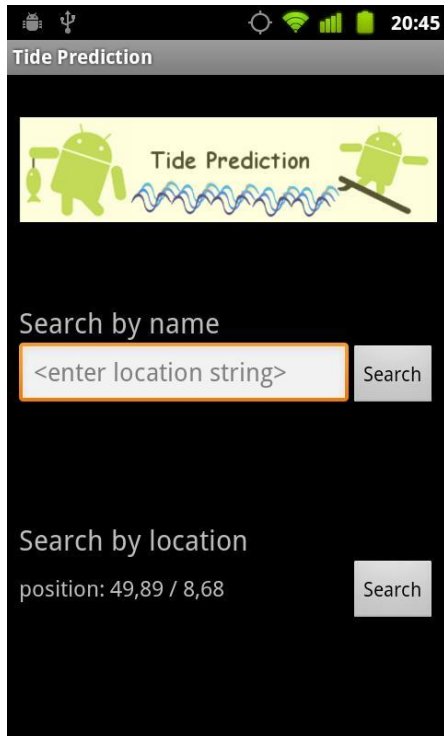 20:45
Tide Prediction
Tide Prediction
Search by name
<enter location string>
Search
Search by location
position: 49,89 / 8,68
Search